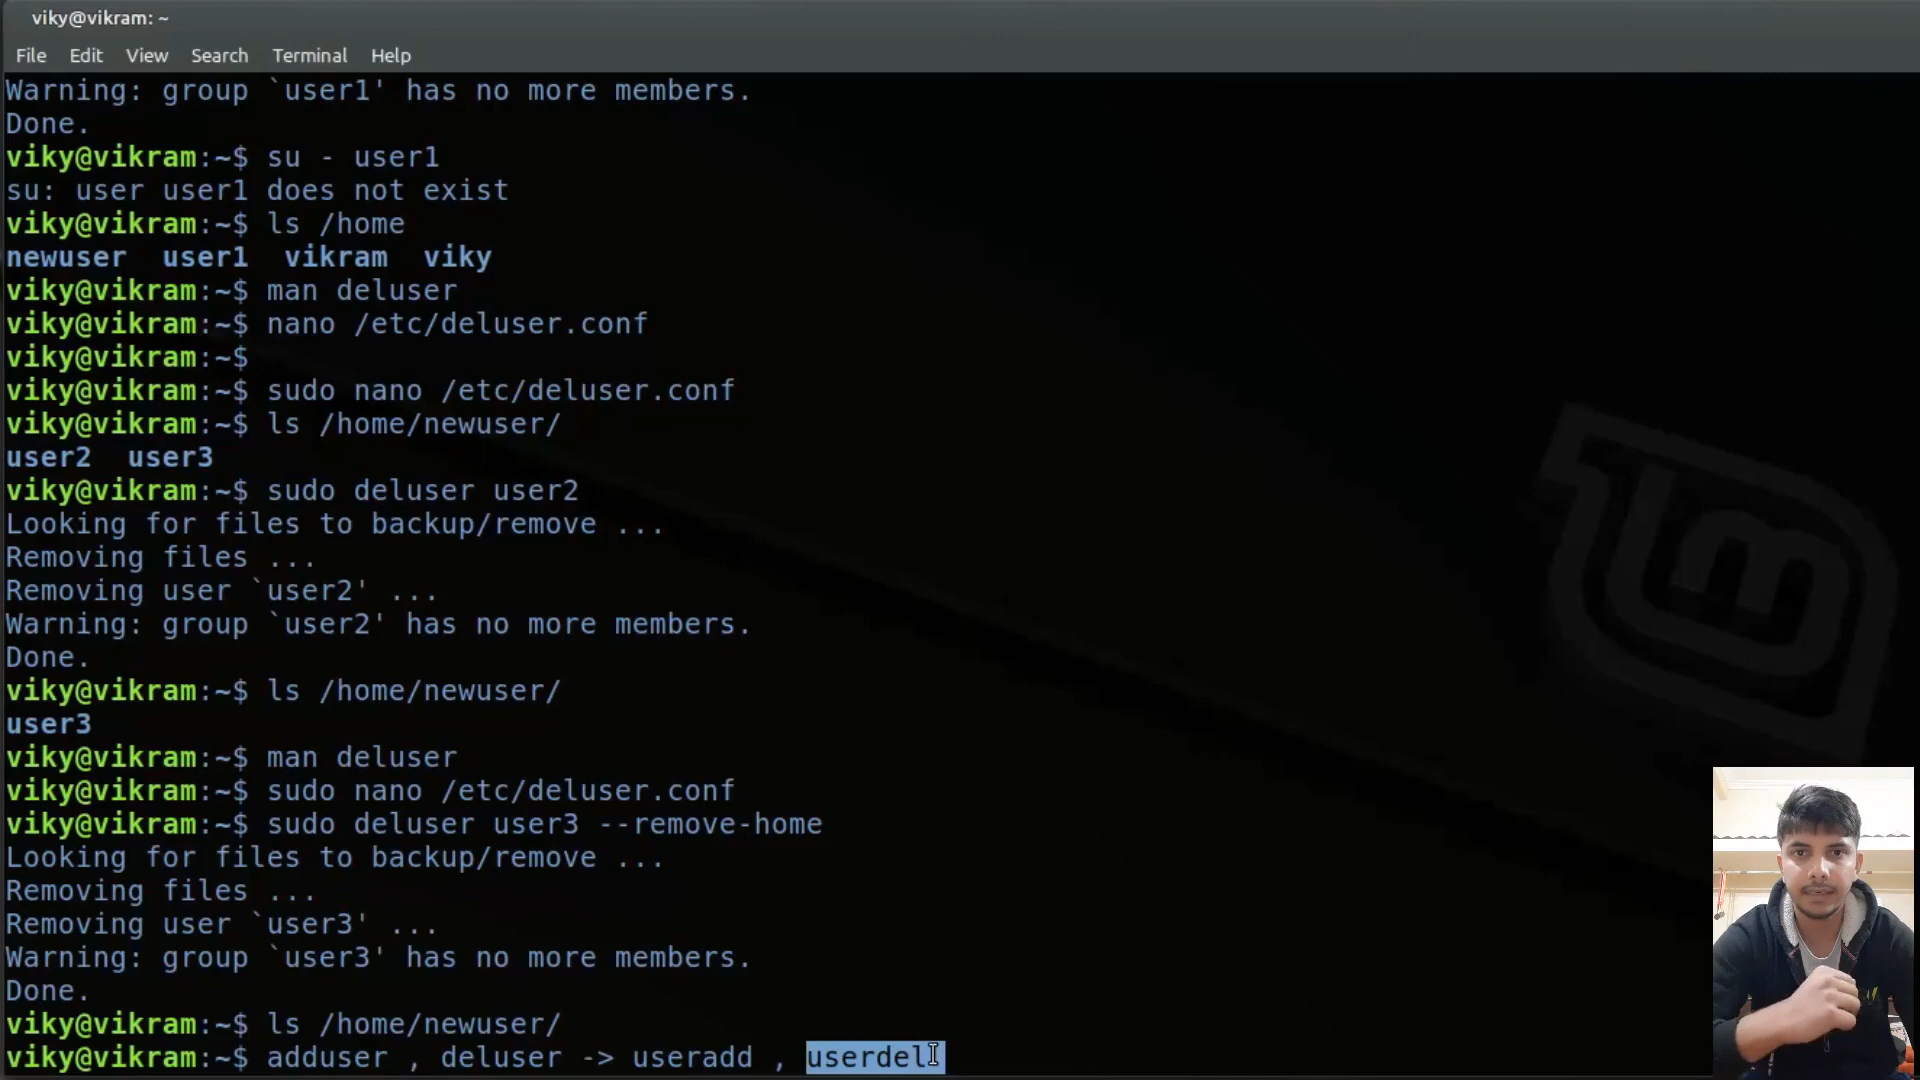 viky@vikram: ~
File Edit View Search Terminal Help
Warning: group `user1' has no more members.
Done.
viky@vikram:~$ su - user1
su: user user1 does not exist
viky@vikram:~$ ls /home
newuser  user1  vikram  viky
viky@vikram:~$ man deluser
viky@vikram:~$ nano /etc/deluser.conf
viky@vikram:~$
viky@vikram:~$ sudo nano /etc/deluser.conf
viky@vikram:~$ ls /home/newuser/
user2  user3
viky@vikram:~$ sudo deluser user2
Looking for files to backup/remove ...
Removing files ...
Removing user `user2' ...
Warning: group `user2' has no more members.
Done.
viky@vikram:~$ ls /home/newuser/
user3
viky@vikram:~$ man deluser
viky@vikram:~$ sudo nano /etc/deluser.conf
viky@vikram:~$ sudo deluser user3 --remove-home
Looking for files to backup/remove ...
Removing files ...
Removing user `user3' ...
Warning: group `user3' has no more members.
Done.
viky@vikram:~$ ls /home/newuser/
viky@vikram:~$ adduser , deluser -> useradd , userdel